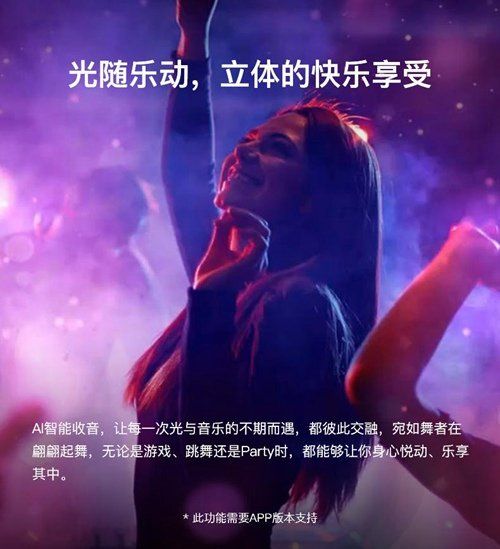 光随乐动，立体的快乐享受
AI智能收音，让每一次光与音乐的不期而遇，都彼此交融，宛如舞者在
翩翩起舞，无论是游戏、跳舞还是Party时，都能够让你身心悦动、乐享
其中。
* 此功能需要APP版本支持